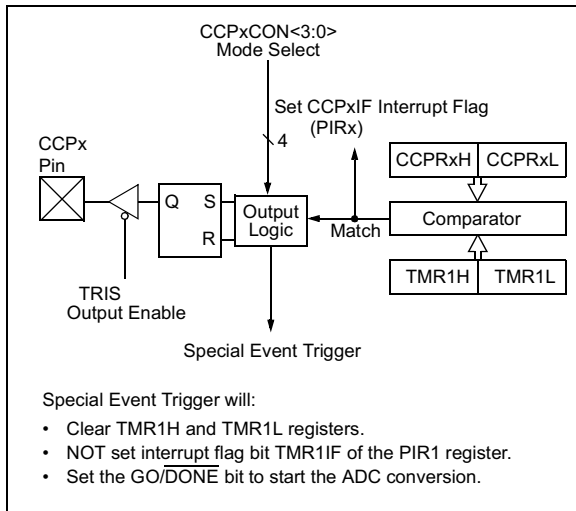 CCPxCON<3:0>
Mode Select
Set CCPxIF Interrupt Flag
(PIRx)
4
CCPx
Pin
CCPRxH CCPRxL
Q S
R
Output
Logic
Match
Comparator
TRIS
Output Enable
TMR1H TMR1L
Special Event Trigger
Special Event Trigger will:
• Clear TMR1H and TMR1L registers.
• NOT set interrupt flag bit TMR1IF of the PIR1 register.
• Set the GO/DONE bit to start the ADC conversion.